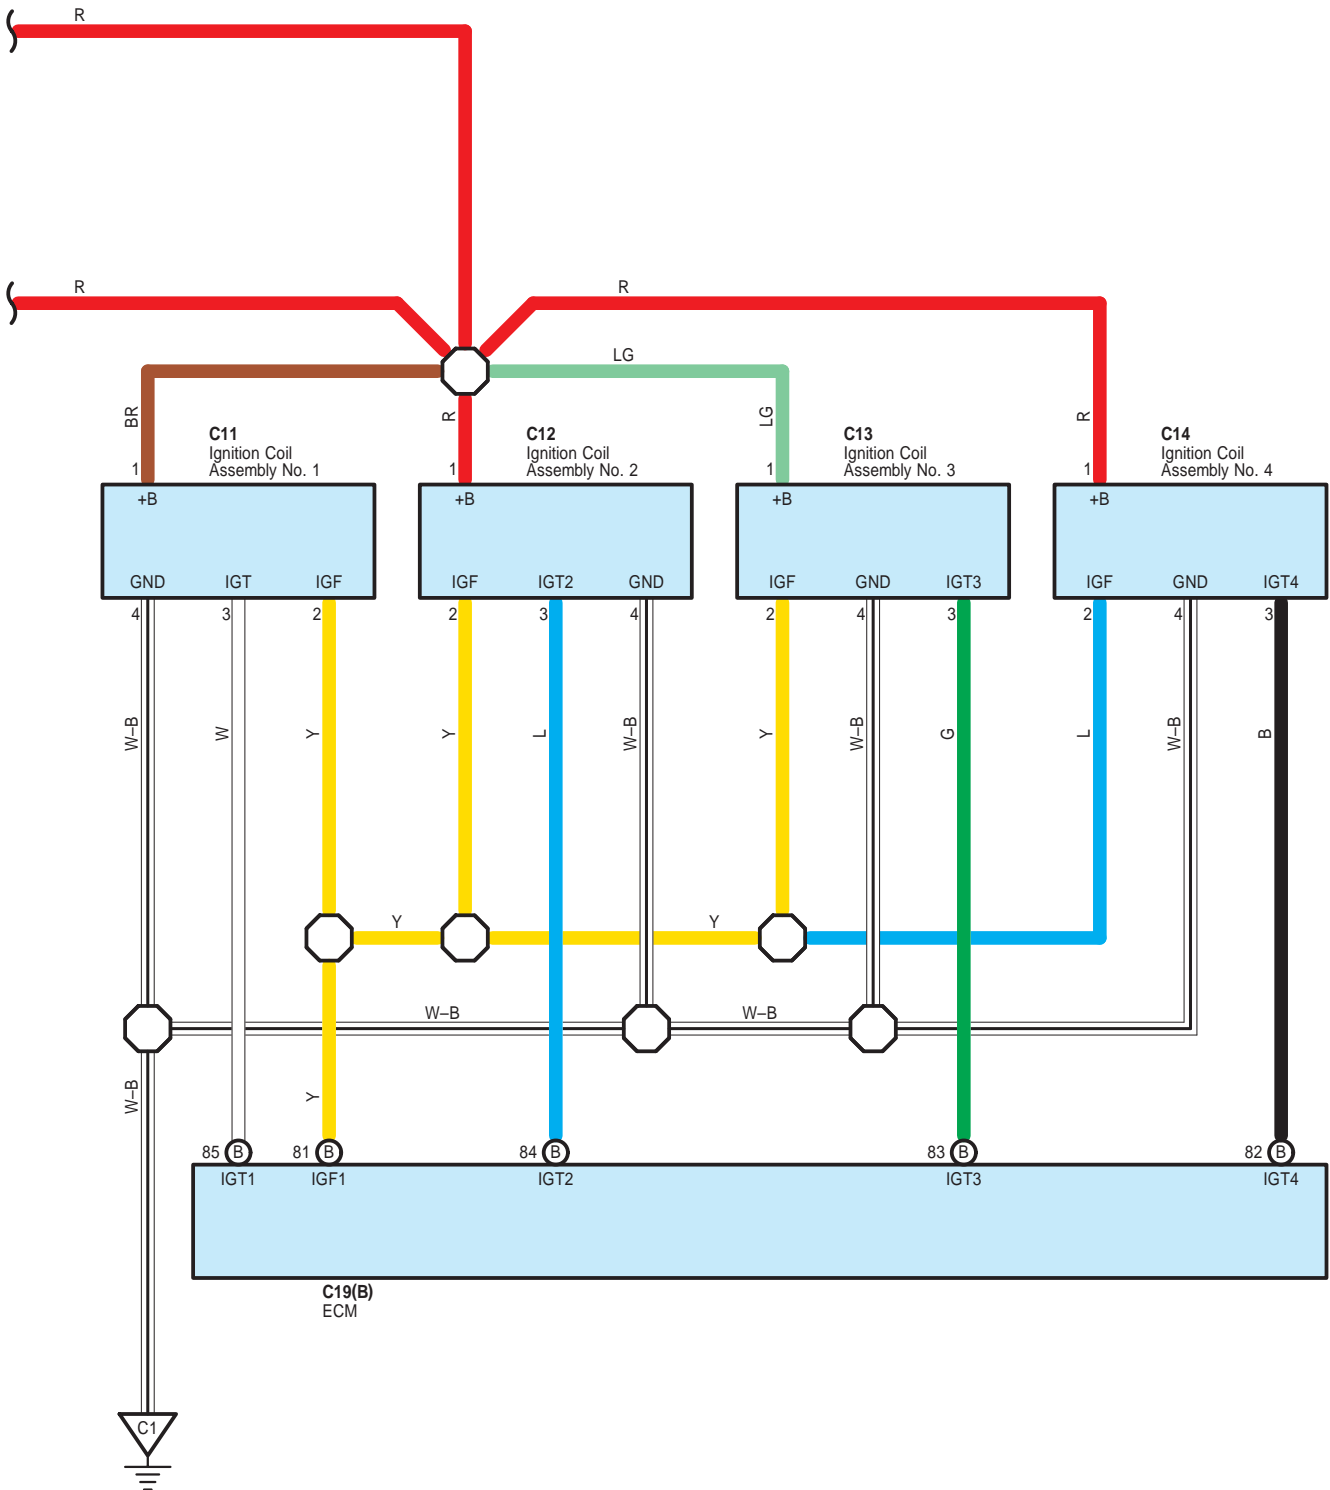 R
R
R
LG
BR
R
LG
R
C11
Ignition Coil
Assembly No. 1
C12
Ignition Coil
Assembly No. 2
C13
Ignition Coil
Assembly No. 3
C14
Ignition Coil
Assembly No. 4
1
1
1
1
+B
+B
+B
+B
GND
IGT
IGF
IGF
IGT2
GND
IGF
GND
IGT3
IGF
GND
IGT4
4
3
2
2
3
4
2
4
3
2
4
3
W–B
W
Y
Y
L
W–B
Y
W–B
G
L
W–B
B
Y
Y
W–B
W–B
W–B
Y
85 B
81 B
84 B
83 B
82 B
IGT1
IGF1
IGT2
IGT3
IGT4
C19(B)
ECM
C1